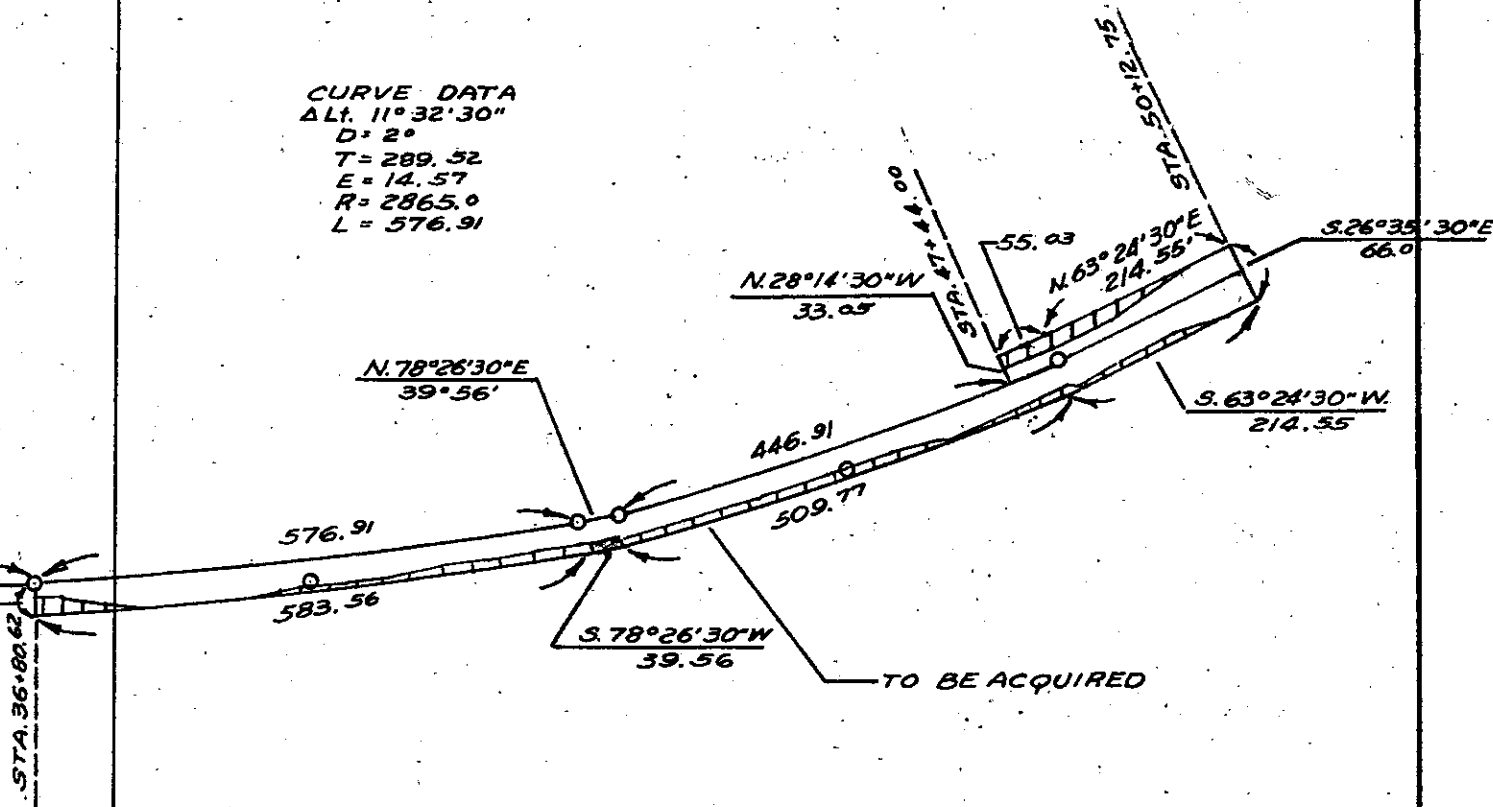 CURVE DATA
Δ Lt. 11° 32' 30"
D = 2°
T = 289.52
E = 14.57
R = 2865.0
L = 576.91
STA. 50+12.75
STA. 47+44.00
55.03
N. 63° 24' 30" E
214.55'
S. 26° 35' 30" E
66.0
N. 28° 14' 30" W
33.05
N. 78° 26' 30" E
39° 56'
S. 63° 24' 30" W.
214.55
446.91
509.77
576.91
583.56
S. 78° 26' 30" W
39.56
TO BE ACQUIRED
STA. 36+80.62